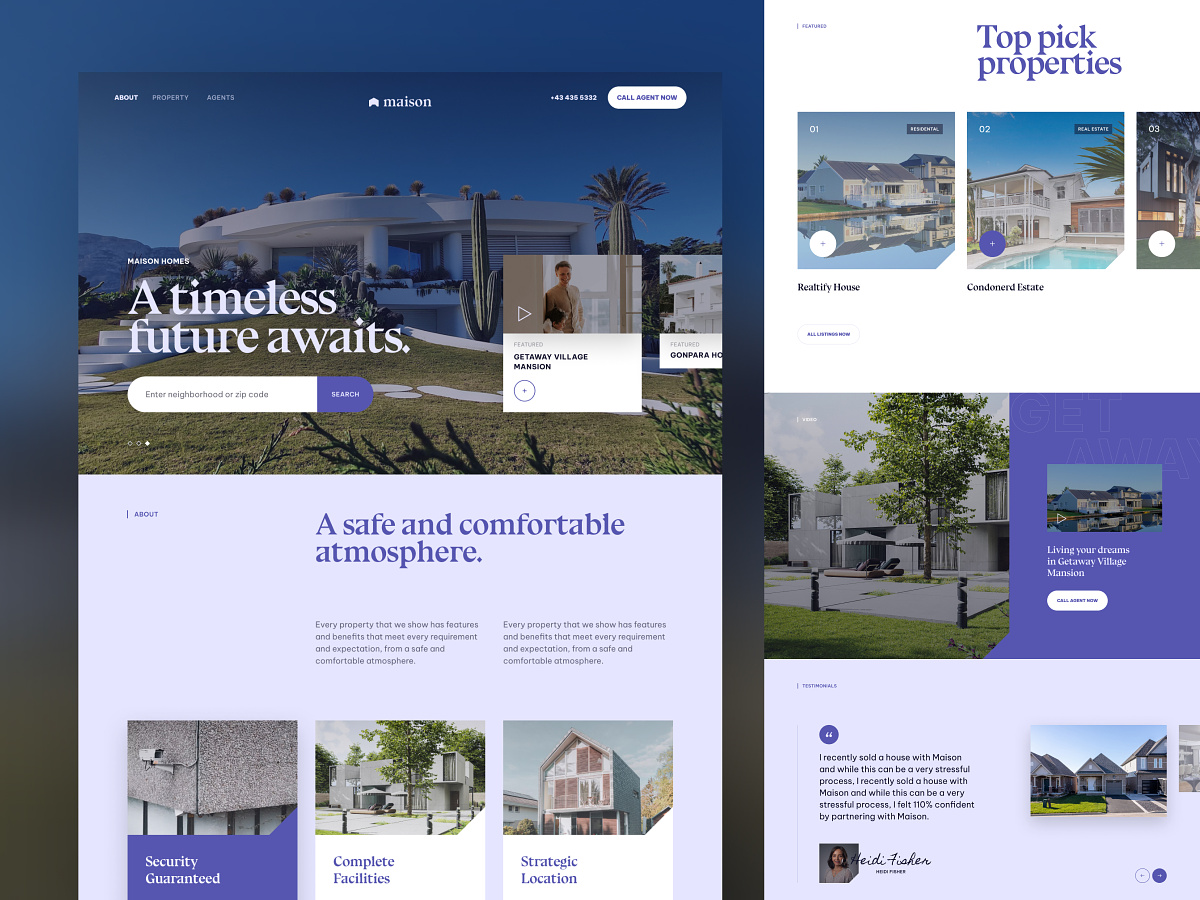 ABOUT PROPERTY AGENTS
maison
+43 435 5332
CALL AGENT NOW
MAISON HOMES
A timeless
future awaits.
Enter neighborhood or zip code
SEARCH
FEATURED
GETAWAY VILLAGE
MANSION
+
FEATURED
GONPARA HO
ABOUT
A safe and comfortable
atmosphere.
Every property that we show has features
and benefits that meet every requirement
and expectation, from a safe and
comfortable atmosphere.
Every property that we show has features
and benefits that meet every requirement
and expectation, from a safe and
comfortable atmosphere.
Security
Guaranteed
Complete
Facilities
Strategic
Location
FEATURED
Top pick
properties
01
RESIDENTAL
+
Realtify House
02
REAL ESTATE
+
Condonerd Estate
03
+
ALL LISTINGS NOW
VIDEO
GET
AWAY
Living your dreams
in Getaway Village
Mansion
CALL AGENT NOW
TESTIMONIALS
“
I recently sold a house with Maison
and while this can be a very stressful
process, I recently sold a house with
Maison and while this can be a very
stressful process, I felt 110% confident
by partnering with Maison.
Heidi Fisher
HEIDI FISHER